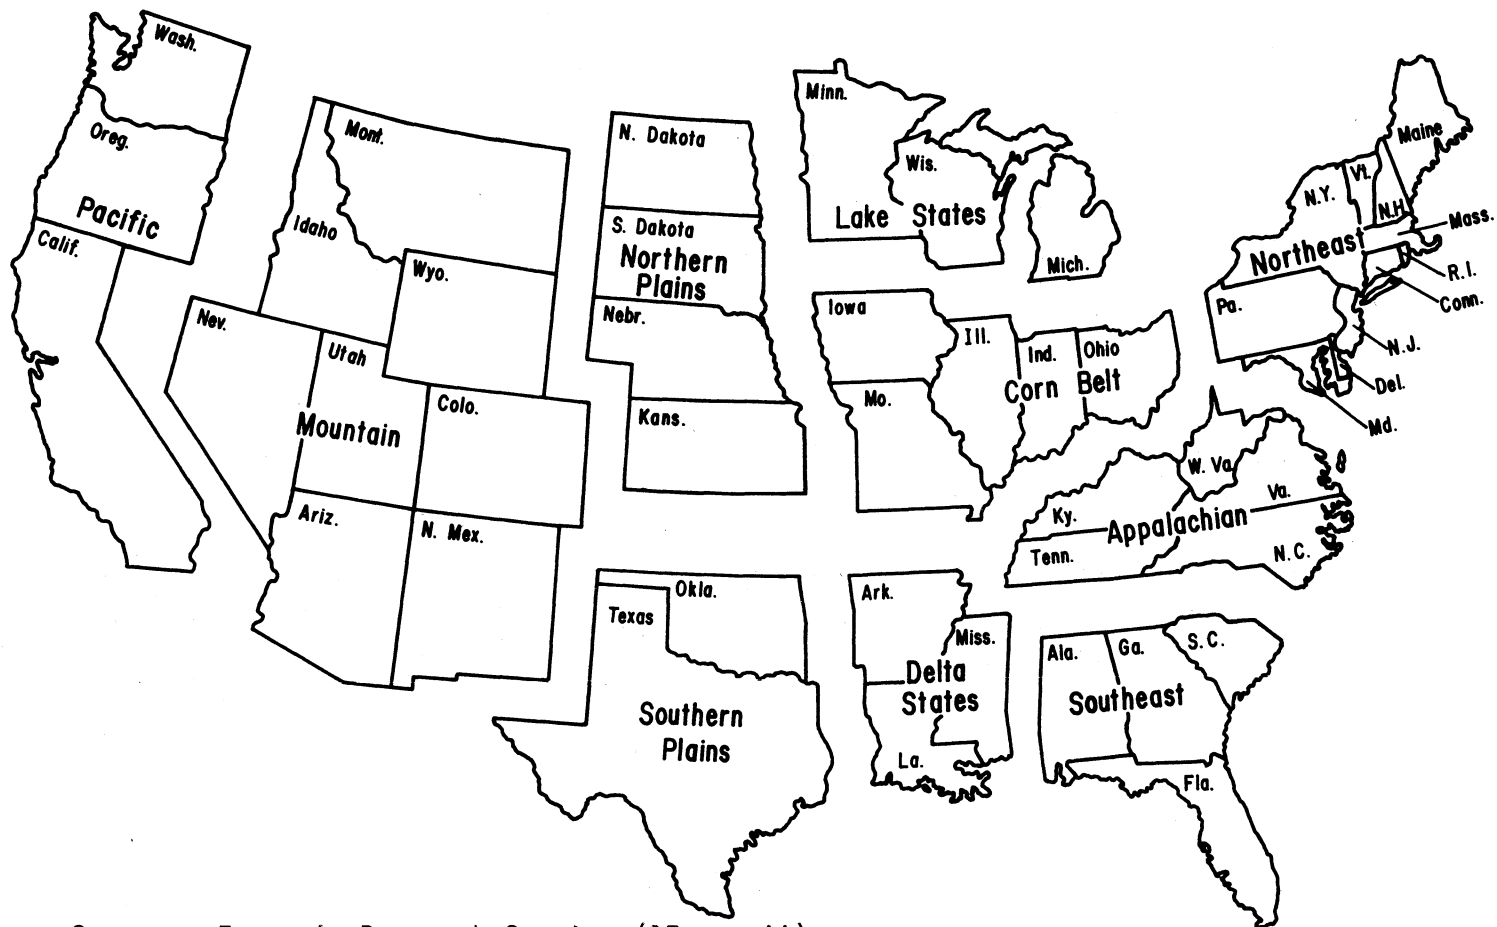 Wash.
Oreg.
Pacific
Calif.
Mont.
Idaho
Wyo.
Nev.
Utah
Colo.
Mountain
Ariz.
N. Mex.
N. Dakota
S. Dakota
Northern
Plains
Nebr.
Kans.
Okla.
Texas
Southern
Plains
Minn.
Wis.
Lake States
Mich.
Iowa
Ill.
Ind.
Ohio
Corn Belt
Mo.
Ark.
Miss.
Delta
States
La.
Maine
Vt.
N.Y.
N.H.
Mass.
Northeast
R.I.
Conn.
Pa.
N.J.
Del.
Md.
W. Va.
Va.
Ky.
Appalachian
Tenn.
N.C.
Ala.
Ga.
S.C.
Southeast
Fla.